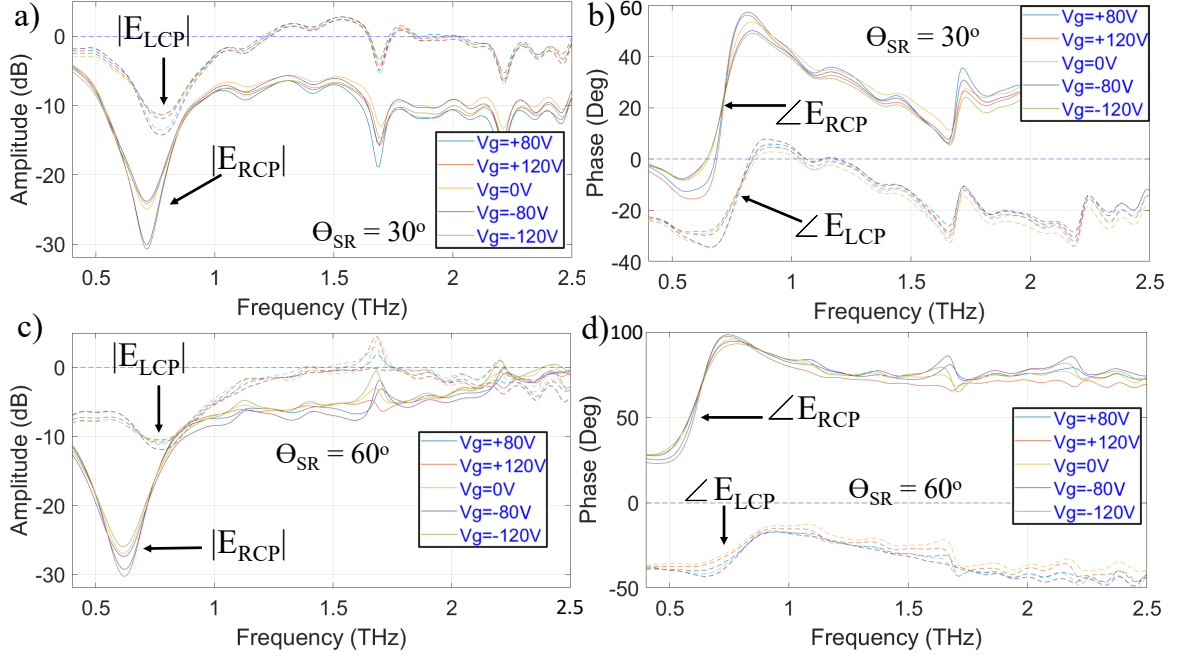 a)
Amplitude (dB)
0
-10
-20
-30
0.5
1
1.5
2
2.5
Frequency (THz)
|E_LCP|
|E_RCP|
Θ_SR = 30º
Vg=+80V
Vg=+120V
Vg=0V
Vg=-80V
Vg=-120V
b)
Phase (Deg)
60
40
20
0
-20
-40
0.5
1
1.5
2
2.5
Frequency (THz)
Θ_SR = 30º
∠E_RCP
∠E_LCP
Vg=+80V
Vg=+120V
Vg=0V
Vg=-80V
Vg=-120V
c)
Amplitude (dB)
0
-10
-20
-30
0.5
1
1.5
2
2.5
Frequency (THz)
|E_LCP|
|E_RCP|
Θ_SR = 60º
Vg=+80V
Vg=+120V
Vg=0V
Vg=-80V
Vg=-120V
d)
Phase (Deg)
100
50
0
-50
0.5
1
1.5
2
2.5
Frequency (THz)
∠E_RCP
∠E_LCP
Θ_SR = 60º
Vg=+80V
Vg=+120V
Vg=0V
Vg=-80V
Vg=-120V